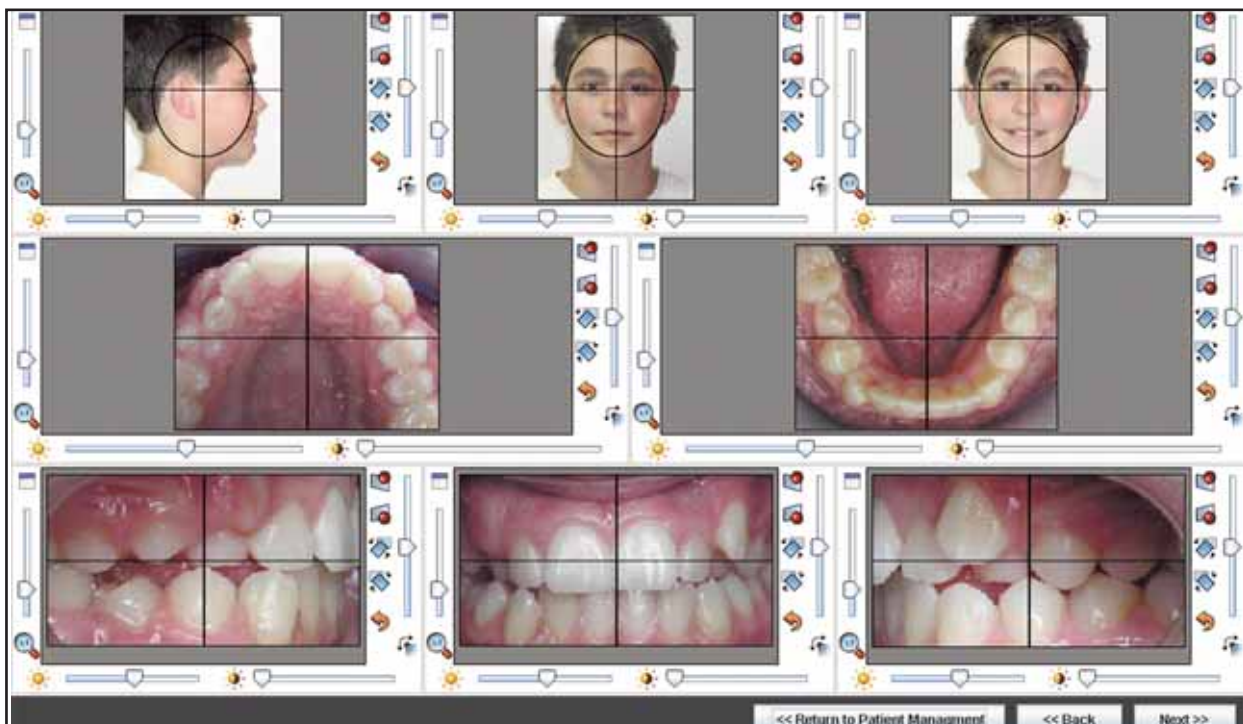 << Return to Patient Managment
<< Back
Next >>